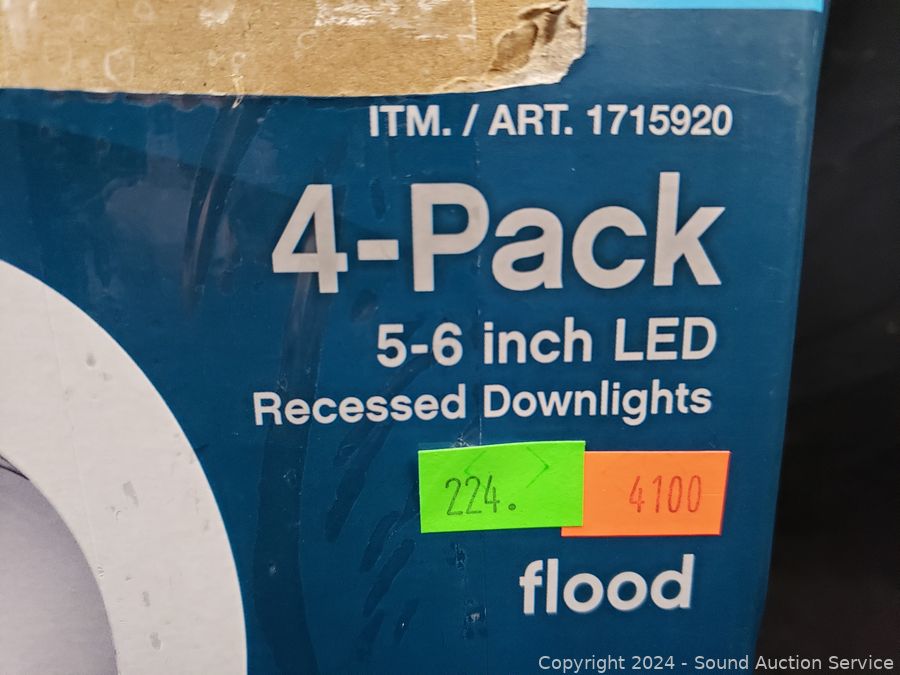 ITM. / ART. 1715920
4-Pack
5-6 inch LED
Recessed Downlights
224. 4100
flood
Copyright 2024 - Sound Auction Service